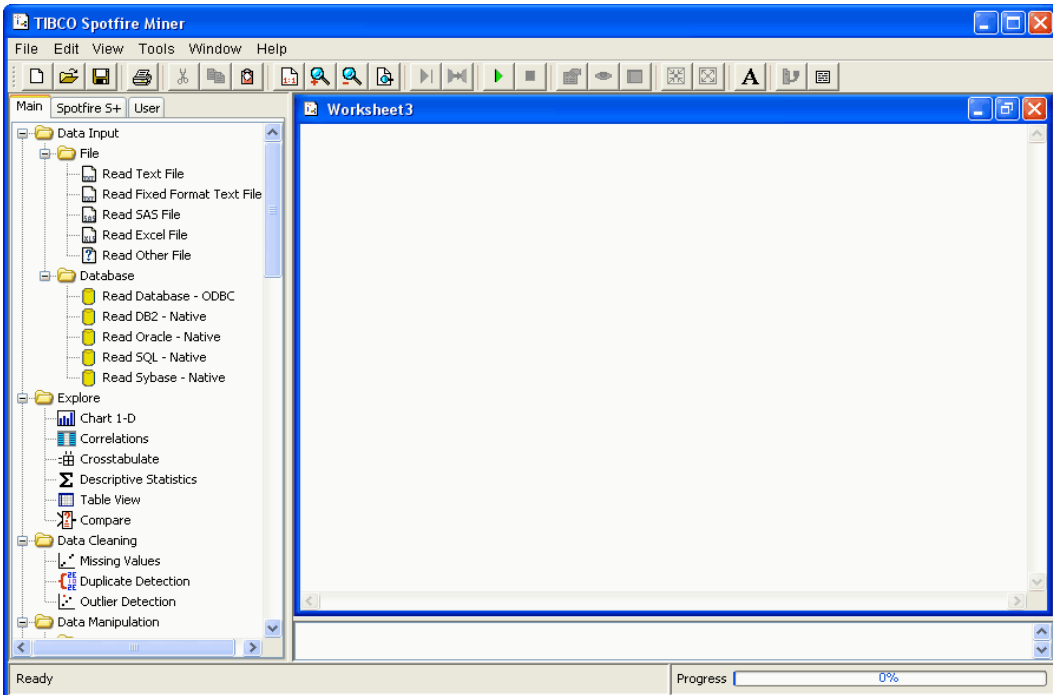 TIBCO Spotfire Miner
File Edit View Tools Window Help
Main Spotfire S+ User
Worksheet3
Data Input
File
Read Text File
Read Fixed Format Text File
Read SAS File
Read Excel File
Read Other File
Database
Read Database - ODBC
Read DB2 - Native
Read Oracle - Native
Read SQL - Native
Read Sybase - Native
Explore
Chart 1-D
Correlations
Crosstabulate
Descriptive Statistics
Table View
Compare
Data Cleaning
Missing Values
Duplicate Detection
Outlier Detection
Data Manipulation
Ready
Progress 0%